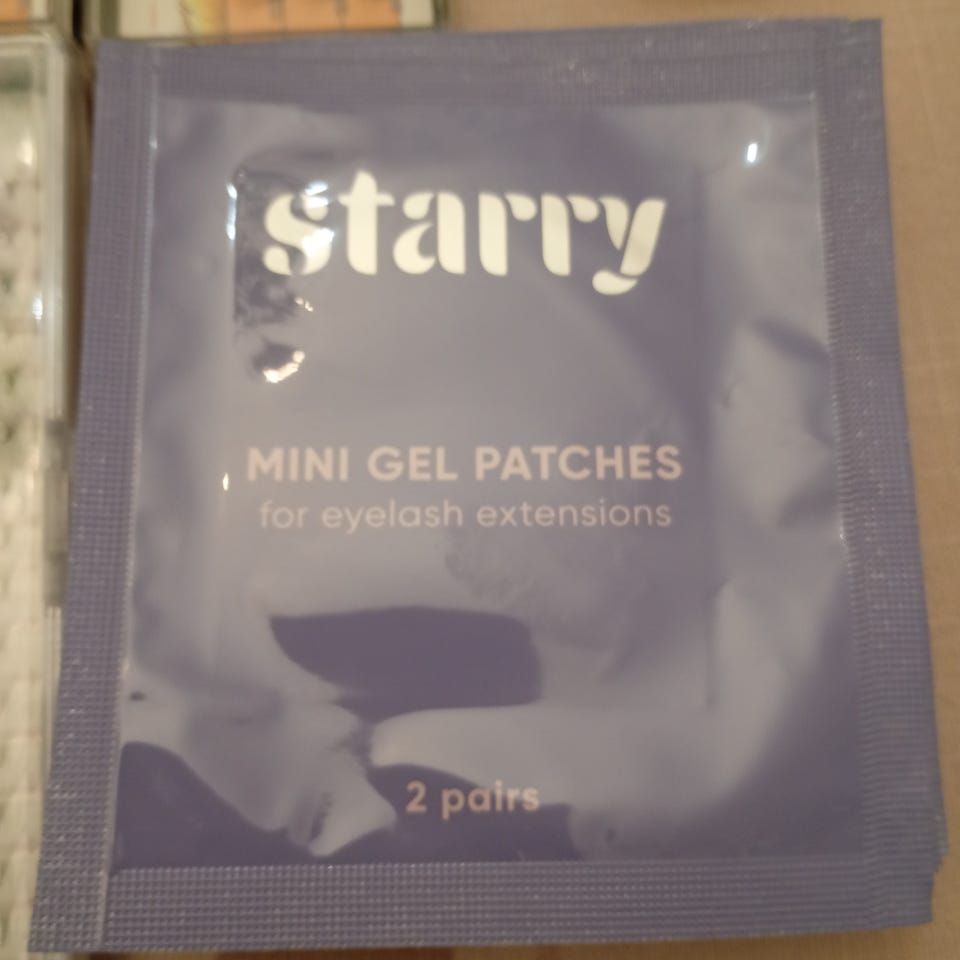 starry
MINI GEL PATCHES
for eyelash extensions
2 pairs